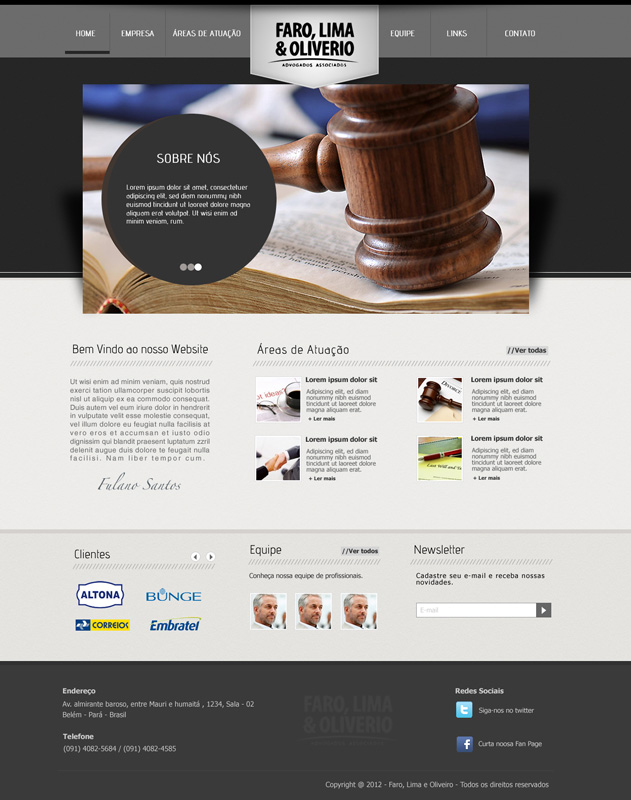 HOME
EMPRESA
ÁREAS DE ATUAÇÃO
FARO, LIMA
& OLIVERIO
ADVOGADOS ASSOCIADOS
EQUIPE
LINKS
CONTATO
SOBRE NÓS
Lorem ipsum dolor sit amet, consectetuer
adipiscing elit, sed diam nonummy nibh
euismod tincidunt ut laoreet dolore magna
aliquam erat volutpat. Ut wisi enim ad
minim veniam, rum.
Bem Vindo ao nosso Website
Ut wisi enim ad minim veniam, quis nostrud
exerci tation ullamcorper suscipit lobortis
nisl ut aliquip ex ea commodo consequat.
Duis autem vel eum iriure dolor in hendrerit
in vulputate velit esse molestie consequat,
vel illum dolore eu feugiat nulla facilisis at
vero eros et accumsan et iusto odio
dignissim qui blandit praesent luptatum zzril
delenit augue duis dolore te feugait nulla
facilisi. Nam liber tempor cum.
Fulano Santos
Áreas de Atuação
//Ver todas
Lorem ipsum dolor sit
Adipiscing elit, ed diam
nonummy nibh euismod
tincidunt ut laoreet dolore
magna aliquam erat.
+ Ler mais
Divorce
Lorem ipsum dolor sit
Adipiscing elit, ed diam
nonummy nibh euismod
tincidunt ut laoreet dolore
magna aliquam erat.
+ Ler mais
Lorem ipsum dolor sit
Adipiscing elit, ed diam
nonummy nibh euismod
tincidunt ut laoreet dolore
magna aliquam erat.
+ Ler mais
Lorem ipsum dolor sit
Adipiscing elit, ed diam
nonummy nibh euismod
tincidunt ut laoreet dolore
magna aliquam erat.
+ Ler mais
Clientes
ALTONA
BUNGE
CORREIOS
Embratel
Equipe
//Ver todos
Conheça nossa equipe de profissionais.
Newsletter
Cadastre seu e-mail e receba nossas
novidades.
E-mail
Endereço
Av. almirante baroso, entre Mauri e humaitá , 1234, Sala - 02
Belém - Pará - Brasil
Telefone
(091) 4082-5684 / (091) 4082-4585
FARO, LIMA
& OLIVERIO
Redes Sociais
Siga-nos no twitter
Curta noosa Fan Page
Copyright @ 2012 - Faro, Lima e Oliveiro - Todos os direitos reservados